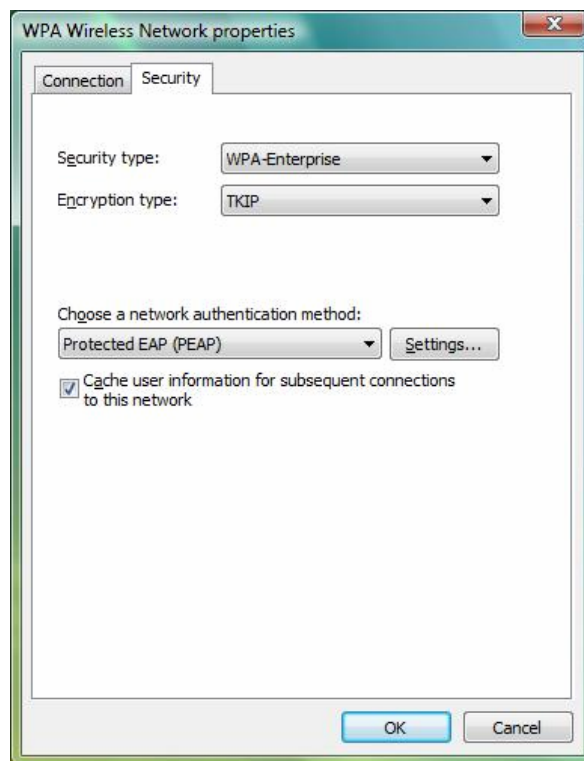 WPA Wireless Network properties
Connection
Security
Security type:
WPA-Enterprise
Encryption type:
TKIP
Choose a network authentication method:
Protected EAP (PEAP)
Settings...
Cache user information for subsequent connections
to this network
OK
Cancel